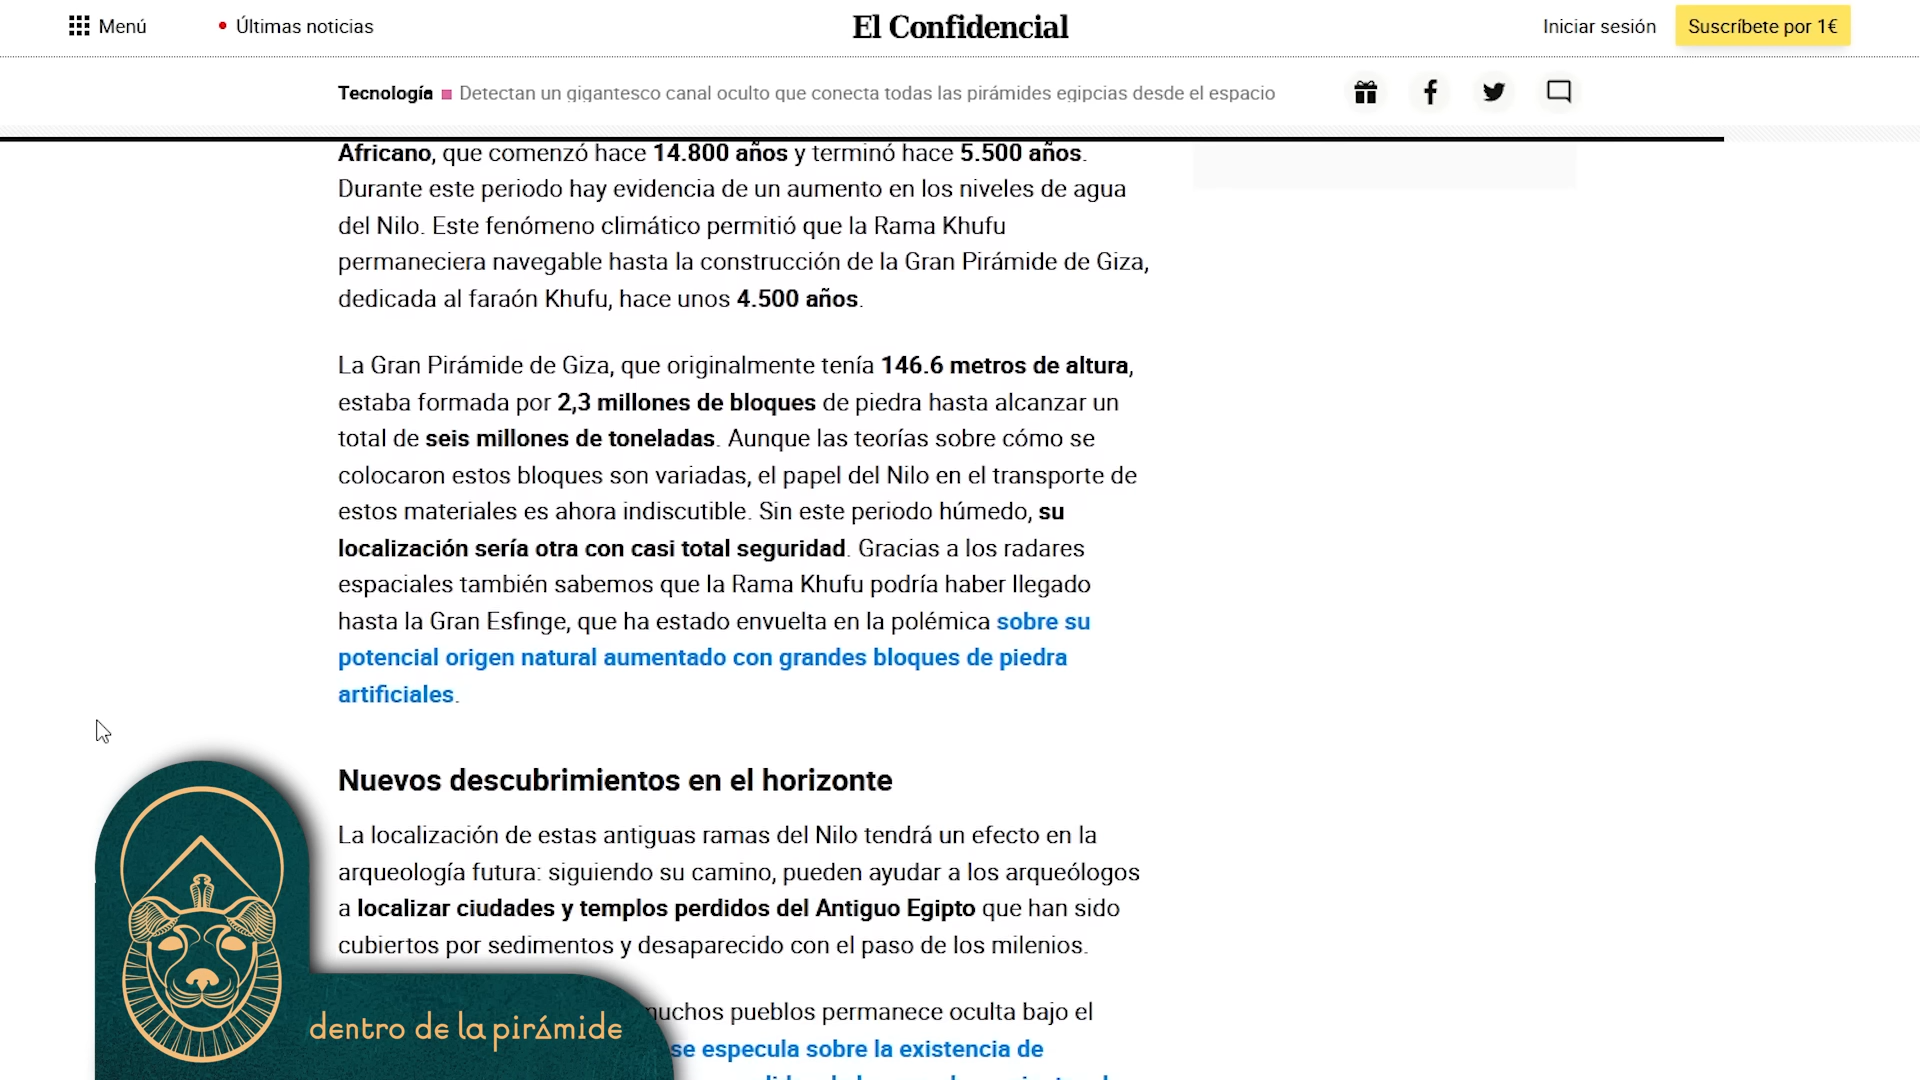 Menú
Últimas noticias
El Confidencial
Iniciar sesión
Suscríbete por 1€
Tecnología
Detectan un gigantesco canal oculto que conecta todas las pirámides egipcias desde el espacio
Africano, que comenzó hace 14.800 años y terminó hace 5.500 años.
Durante este periodo hay evidencia de un aumento en los niveles de agua
del Nilo. Este fenómeno climático permitió que la Rama Khufu
permaneciera navegable hasta la construcción de la Gran Pirámide de Giza,
dedicada al faraón Khufu, hace unos 4.500 años.
La Gran Pirámide de Giza, que originalmente tenía 146.6 metros de altura,
estaba formada por 2,3 millones de bloques de piedra hasta alcanzar un
total de seis millones de toneladas. Aunque las teorías sobre cómo se
colocaron estos bloques son variadas, el papel del Nilo en el transporte de
estos materiales es ahora indiscutible. Sin este periodo húmedo, su
localización sería otra con casi total seguridad. Gracias a los radares
espaciales también sabemos que la Rama Khufu podría haber llegado
hasta la Gran Esfinge, que ha estado envuelta en la polémica sobre su
potencial origen natural aumentado con grandes bloques de piedra
artificiales.
Nuevos descubrimientos en el horizonte
La localización de estas antiguas ramas del Nilo tendrá un efecto en la
arqueología futura: siguiendo su camino, pueden ayudar a los arqueólogos
a localizar ciudades y templos perdidos del Antiguo Egipto que han sido
cubiertos por sedimentos y desaparecido con el paso de los milenios.
muchos pueblos permanece oculta bajo el
se especula sobre la existencia de
dentro de la pirámide